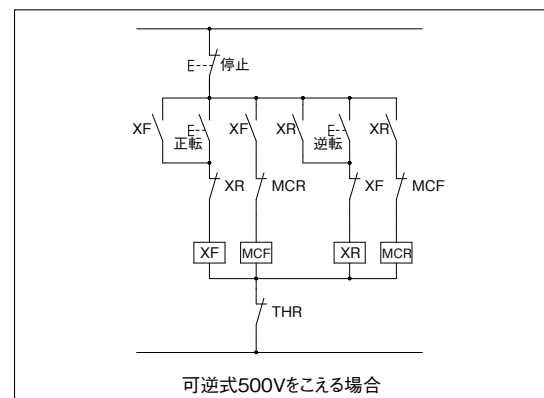 E 停止
XF E 正転 XF XR E 逆転 XR
XR MCR XF MCF
XF MCF XR MCR
THR
可逆式500Vをこえる場合